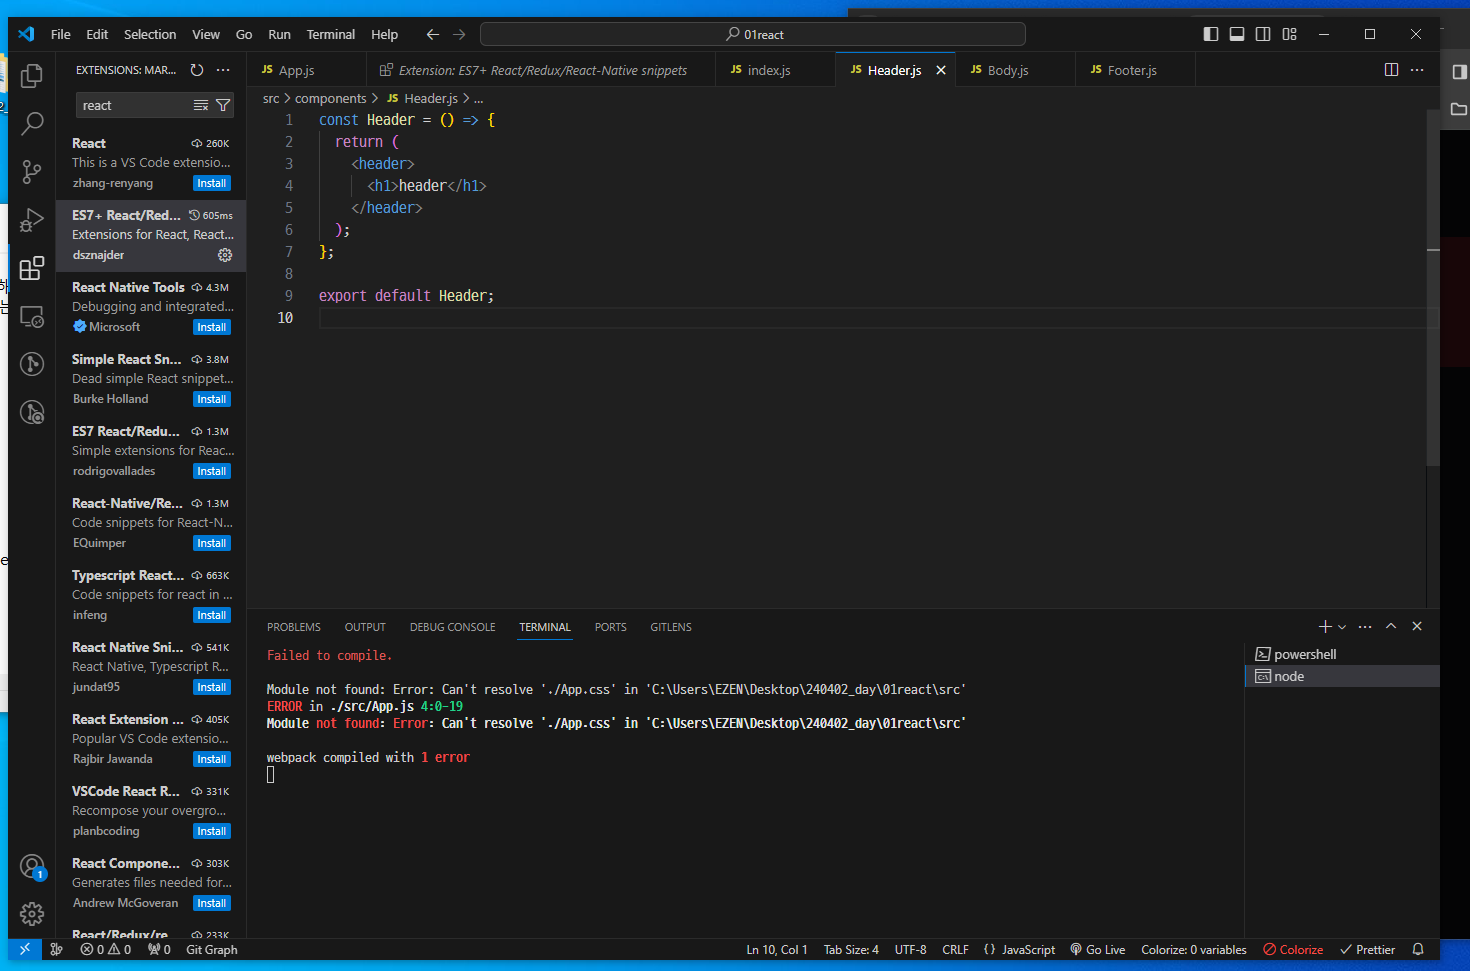 File Edit Selection View Go Run Terminal Help
01react
EXTENSIONS: MAR...
react
React 260K
This is a VS Code extensio...
zhang-renyang Install
ES7+ React/Red... 605ms
Extensions for React, React...
dsznajder
React Native Tools 4.3M
Debugging and integrated...
Microsoft Install
Simple React Sn... 3.8M
Dead simple React snippet...
Burke Holland Install
ES7 React/Redu... 1.3M
Simple extensions for Reac...
rodrigovallades Install
React-Native/Re... 1.3M
Code snippets for React-N...
EQuimper Install
Typescript React... 663K
Code snippets for react in ...
infeng Install
React Native Sni... 541K
React Native, Typescript R...
jundat95 Install
React Extension ... 405K
Popular VS Code extensio...
Rajbir Jawanda Install
VSCode React R... 331K
Recompose your overgro...
planbcoding Install
React Compone... 303K
Generates files needed for...
Andrew McGoveran Install
React/Redux/re... 233K
JS App.js
Extension: ES7+ React/Redux/React-Native snippets
JS index.js
JS Header.js
JS Body.js
JS Footer.js
src > components > JS Header.js > ...
1 const Header = () => {
2 return (
3 <header>
4 <h1>header</h1>
5 </header>
6 );
7 };
8
9 export default Header;
10
PROBLEMS OUTPUT DEBUG CONSOLE TERMINAL PORTS GITLENS
Failed to compile.
Module not found: Error: Can't resolve './App.css' in 'C:\Users\EZEN\Desktop\240402_day\01react\src'
ERROR in ./src/App.js 4:0-19
Module not found: Error: Can't resolve './App.css' in 'C:\Users\EZEN\Desktop\240402_day\01react\src'
webpack compiled with 1 error
powershell
node
1
0 0 0 Git Graph
Ln 10, Col 1 Tab Size: 4 UTF-8 CRLF {} JavaScript Go Live Colorize: 0 variables Colorize Prettier